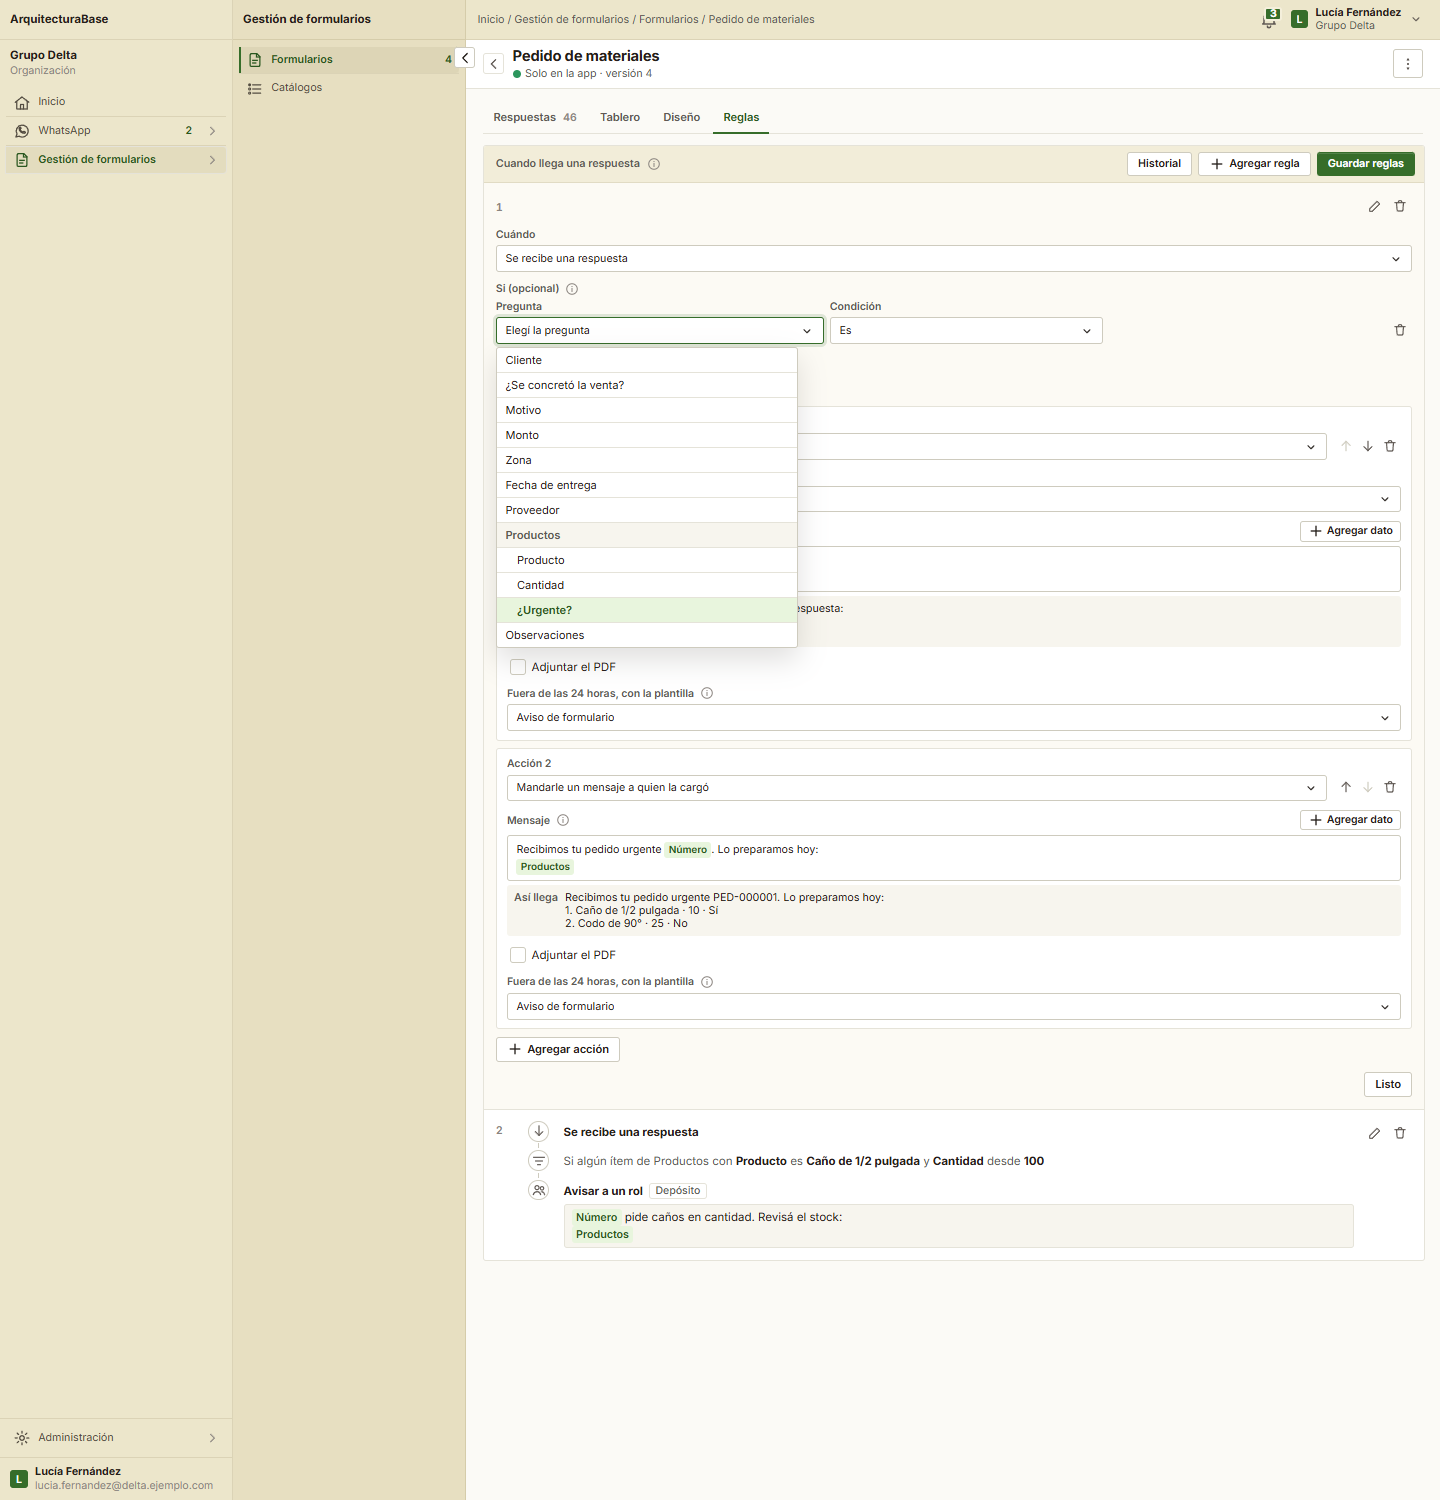 ArquitecturaBase
Grupo Delta
Organización
Inicio
WhatsApp 2
Gestión de formularios
Administración
L
Lucía Fernández
lucia.fernandez@delta.ejemplo.com
Gestión de formularios
Formularios 4
Catálogos
Inicio / Gestión de formularios / Formularios / Pedido de materiales
3
L
Lucía Fernández
Grupo Delta
Pedido de materiales
Solo en la app · versión 4
Respuestas 46 Tablero Diseño Reglas
Cuando llega una respuesta
Historial
Agregar regla
Guardar reglas
1
Cuándo
Se recibe una respuesta
Si (opcional)
Pregunta Condición
Elegí la pregunta Es
Cliente
¿Se concretó la venta?
Motivo
Monto
Zona
Fecha de entrega
Proveedor
Productos
Producto
Cantidad
¿Urgente?
Observaciones
Agregar dato
espuesta:
Adjuntar el PDF
Fuera de las 24 horas, con la plantilla
Aviso de formulario
Acción 2
Mandarle un mensaje a quien la cargó
Mensaje
Agregar dato
Recibimos tu pedido urgente Número . Lo preparamos hoy:
Productos
Así llega Recibimos tu pedido urgente PED-000001. Lo preparamos hoy:
1. Caño de 1/2 pulgada · 10 · Sí
2. Codo de 90° · 25 · No
Adjuntar el PDF
Fuera de las 24 horas, con la plantilla
Aviso de formulario
Agregar acción
Listo
2
Se recibe una respuesta
Si algún ítem de Productos con Producto es Caño de 1/2 pulgada y Cantidad desde 100
Avisar a un rol Depósito
Número pide caños en cantidad. Revisá el stock:
Productos